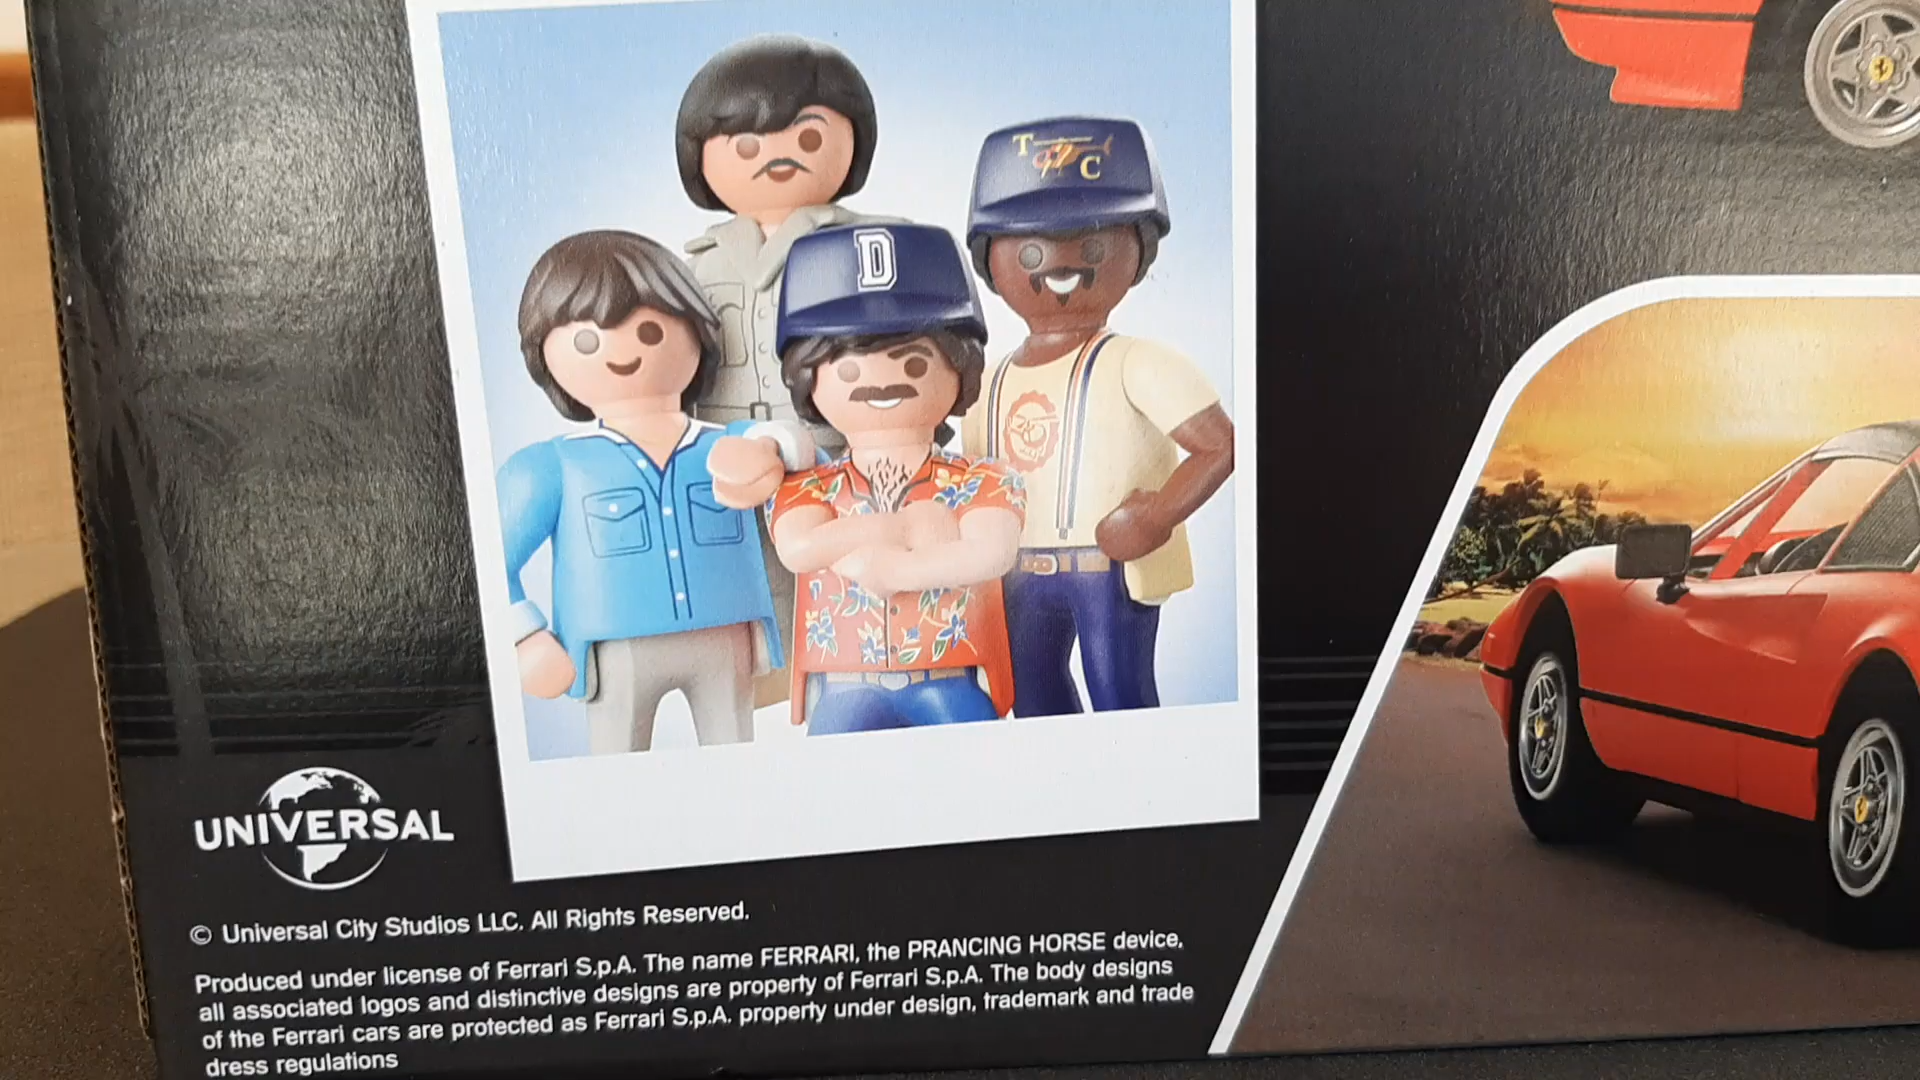 T C
D
UNIVERSAL
© Universal City Studios LLC. All Rights Reserved.
Produced under license of Ferrari S.p.A. The name FERRARI, the PRANCING HORSE device,
all associated logos and distinctive designs are property of Ferrari S.p.A. The body designs
of the Ferrari cars are protected as Ferrari S.p.A. property under design, trademark and trade
dress regulations